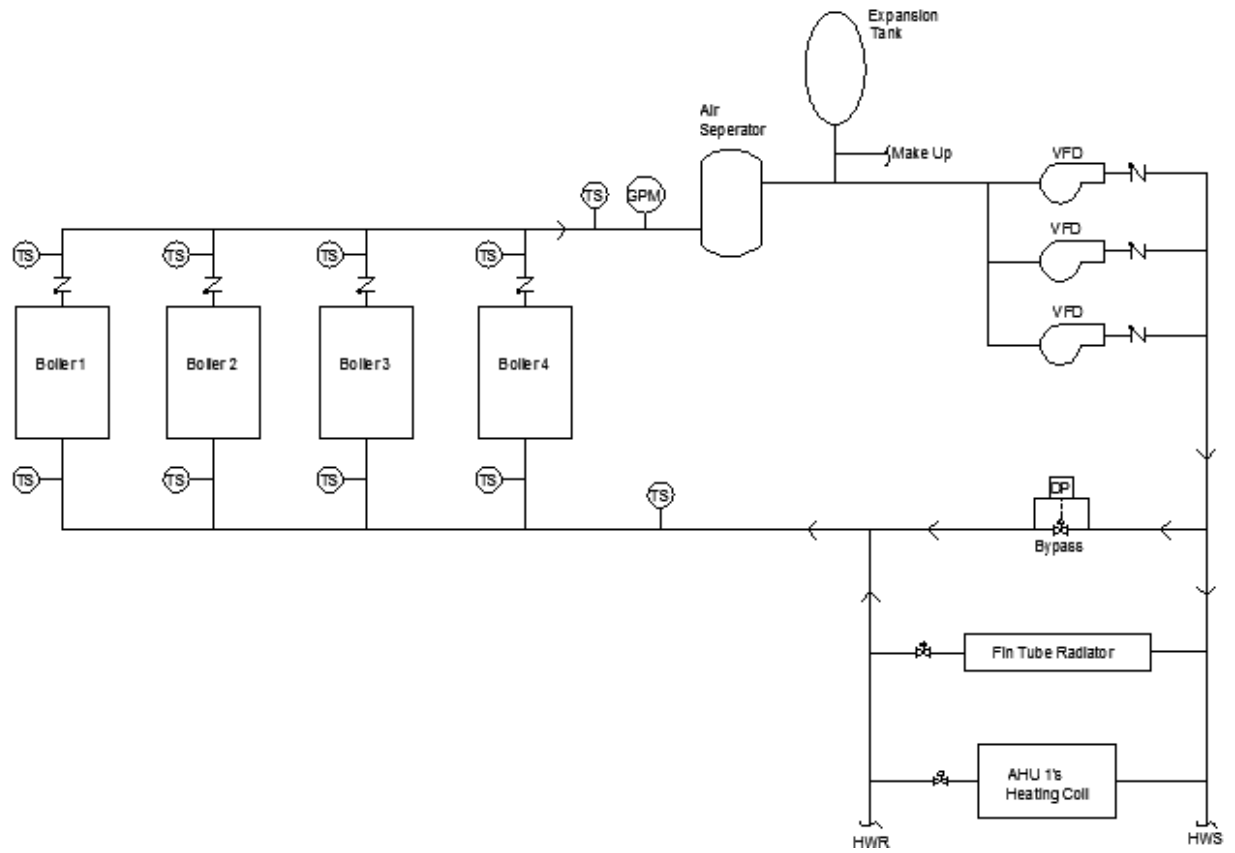 Expansion
Tank
Air
Seperator
Make Up
VFD
TS
GPM
TS
TS
TS
TS
VFD
VFD
Boiler 1
Boiler 2
Boiler 3
Boiler 4
TS
TS
TS
TS
TS
DP
Bypass
Fin Tube Radiator
AHU 1's
Heating Coil
HWR
HWS